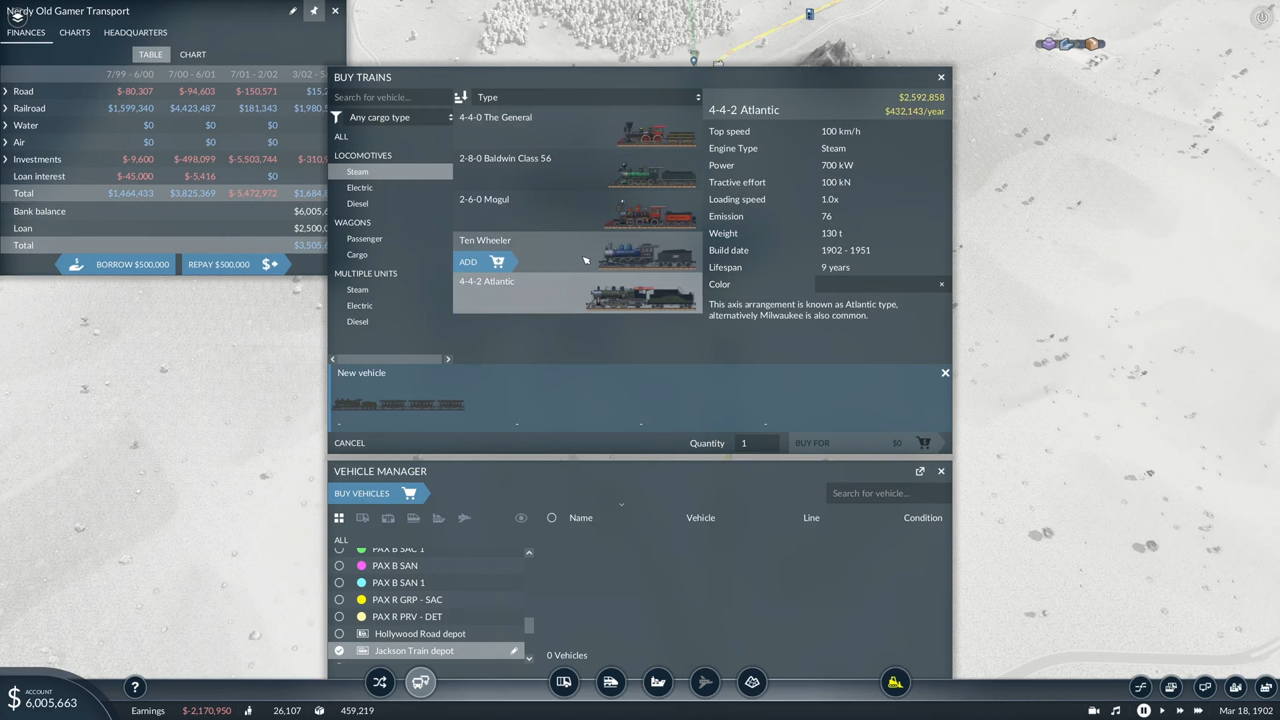 Nerdy Old Gamer Transport
FINANCES CHARTS HEADQUARTERS
TABLE CHART
7/99 - 6/00 7/00 - 6/01 7/01 - 2/02
Road $-80,307 $-94,603 $-150,571
Railroad $1,599,340 $4,423,487 $181,343
Water $0 $0 $0 $0
Air $0 $0 $0 $0
Investments $-9,600 $-498,099 $-5,503,744
Loan interest $-45,000 $-5,416 $0
Total $1,464,433 $3,825,369 $-5,472,972
Bank balance
Loan
Total
BORROW $500,000 REPAY $500,000
BUY TRAINS
Search for vehicle...
Any cargo type
ALL
LOCOMOTIVES
Steam
Electric
Diesel
WAGONS
Passenger
Cargo
MULTIPLE UNITS
Steam
Electric
Diesel
Type
4-4-0 The General
2-8-0 Baldwin Class 56
2-6-0 Mogul
Ten Wheeler
ADD
4-4-2 Atlantic
$2,592,858
4-4-2 Atlantic $432,143/year
Top speed 100 km/h
Engine Type Steam
Power 700 kW
Tractive effort 100 kN
Loading speed 1.0x
Emission 76
Weight 130 t
Build date 1902 - 1951
Lifespan 9 years
Color
This axis arrangement is known as Atlantic type,
alternatively Milwaukee is also common.
New vehicle
- - - -
CANCEL Quantity 1 BUY FOR $0
VEHICLE MANAGER
BUY VEHICLES Search for vehicle...
Name Vehicle Line Condition
ALL
PAX B SAC 1
PAX B SAN
PAX B SAN 1
PAX R GRP - SAC
PAX R PRV - DET
Hollywood Road depot
Jackson Train depot
0 Vehicles
$ ACCOUNT
6,005,663
?
Earnings $-2,170,950 26,107 459,219
Mar 18, 1902